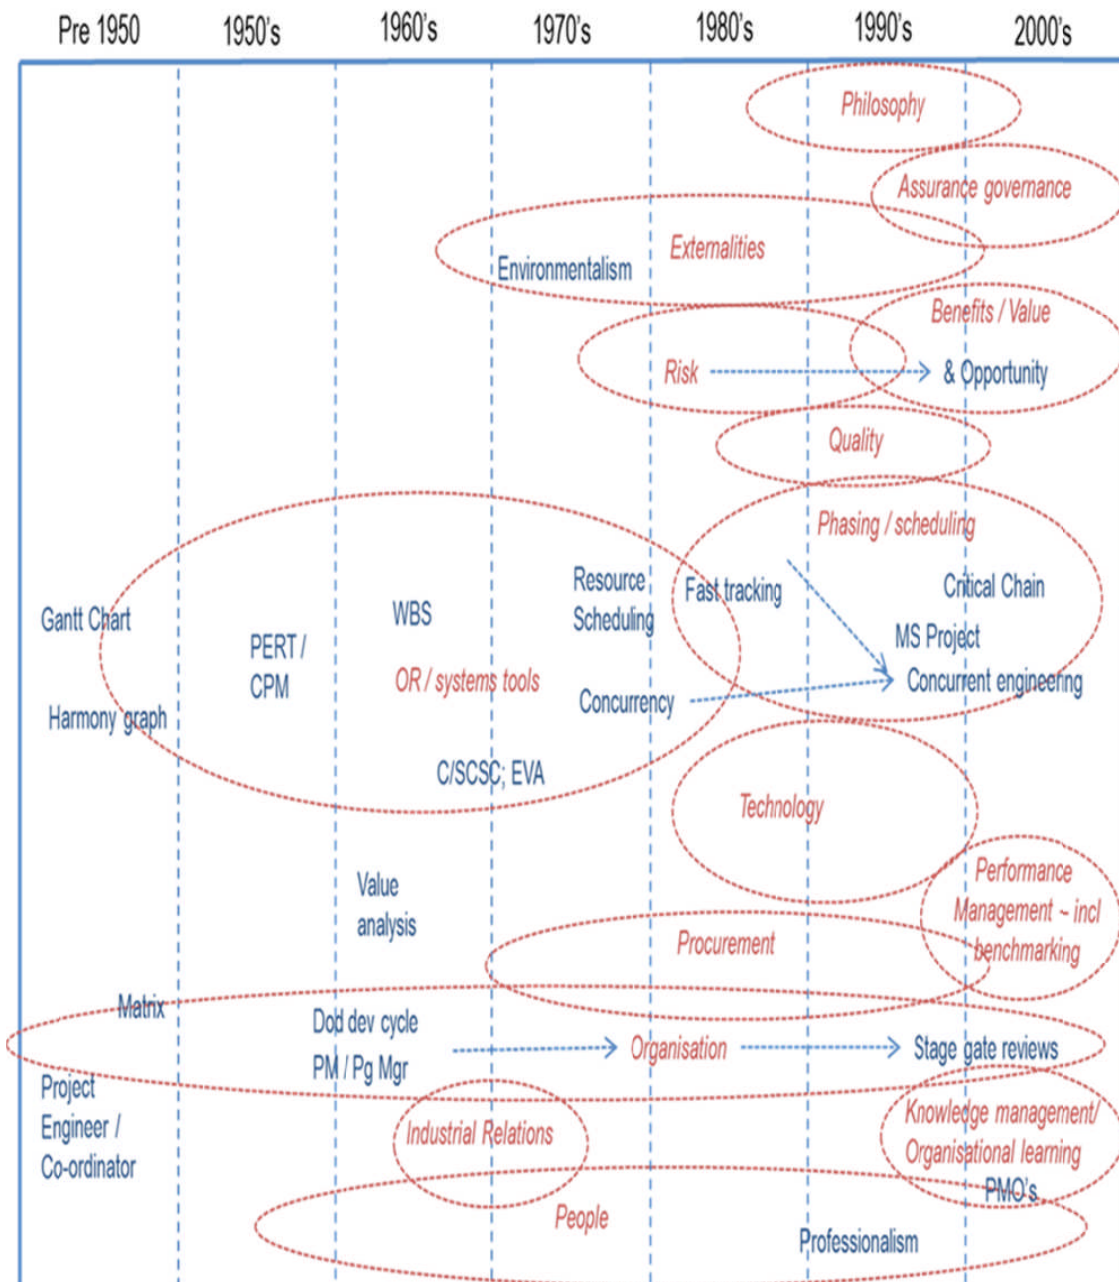 Pre 1950 1950's 1960's 1970's 1980's 1990's 2000's
Philosophy
Assurance governance
Externalities
Environmentalism
Benefits / Value
Risk
& Opportunity
Quality
Phasing / scheduling
Resource
Scheduling
Fast tracking
Critical Chain
WBS
Gantt Chart
MS Project
PERT /
CPM
OR / systems tools
Concurrent engineering
Concurrency
Harmony graph
C/SCSC; EVA
Technology
Value
analysis
Performance
Management ~ incl
benchmarking
Procurement
Matrix
Dod dev cycle
PM / Pg Mgr
Organisation
Stage gate reviews
Project
Engineer /
Co-ordinator
Industrial Relations
Knowledge management/
Organisational learning
PMO's
People
Professionalism